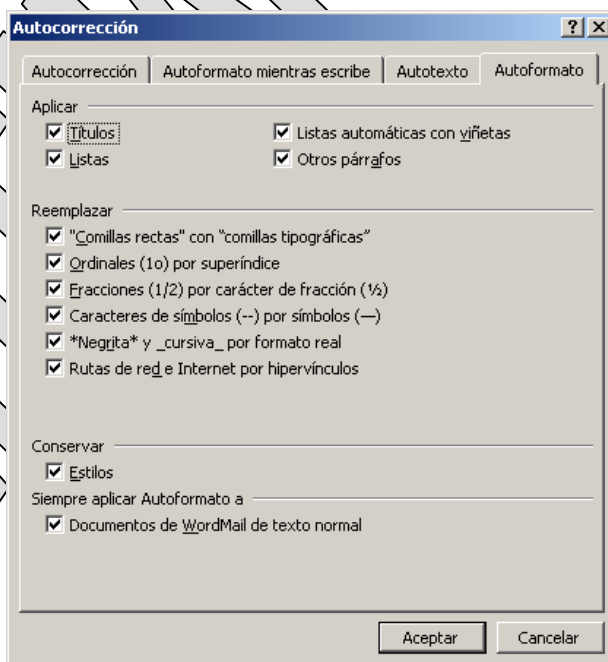 Autocorrección
Autocorrección Autoformato mientras escribe Autotexto Autoformato
Aplicar
Títulos Listas automáticas con viñetas
Listas Otros párrafos
Reemplazar
"Comillas rectas" con “comillas tipográficas”
Ordinales (1o) por superíndice
Fracciones (1/2) por carácter de fracción (½)
Caracteres de símbolos (--) por símbolos (—)
*Negrita* y _cursiva_ por formato real
Rutas de red e Internet por hipervínculos
Conservar
Estilos
Siempre aplicar Autoformato a
Documentos de WordMail de texto normal
Aceptar Cancelar